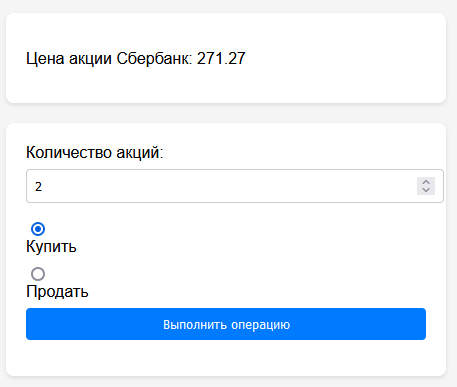 Цена акции Сбербанк: 271.27
Количество акций:
2
Купить
Продать
Выполнить операцию